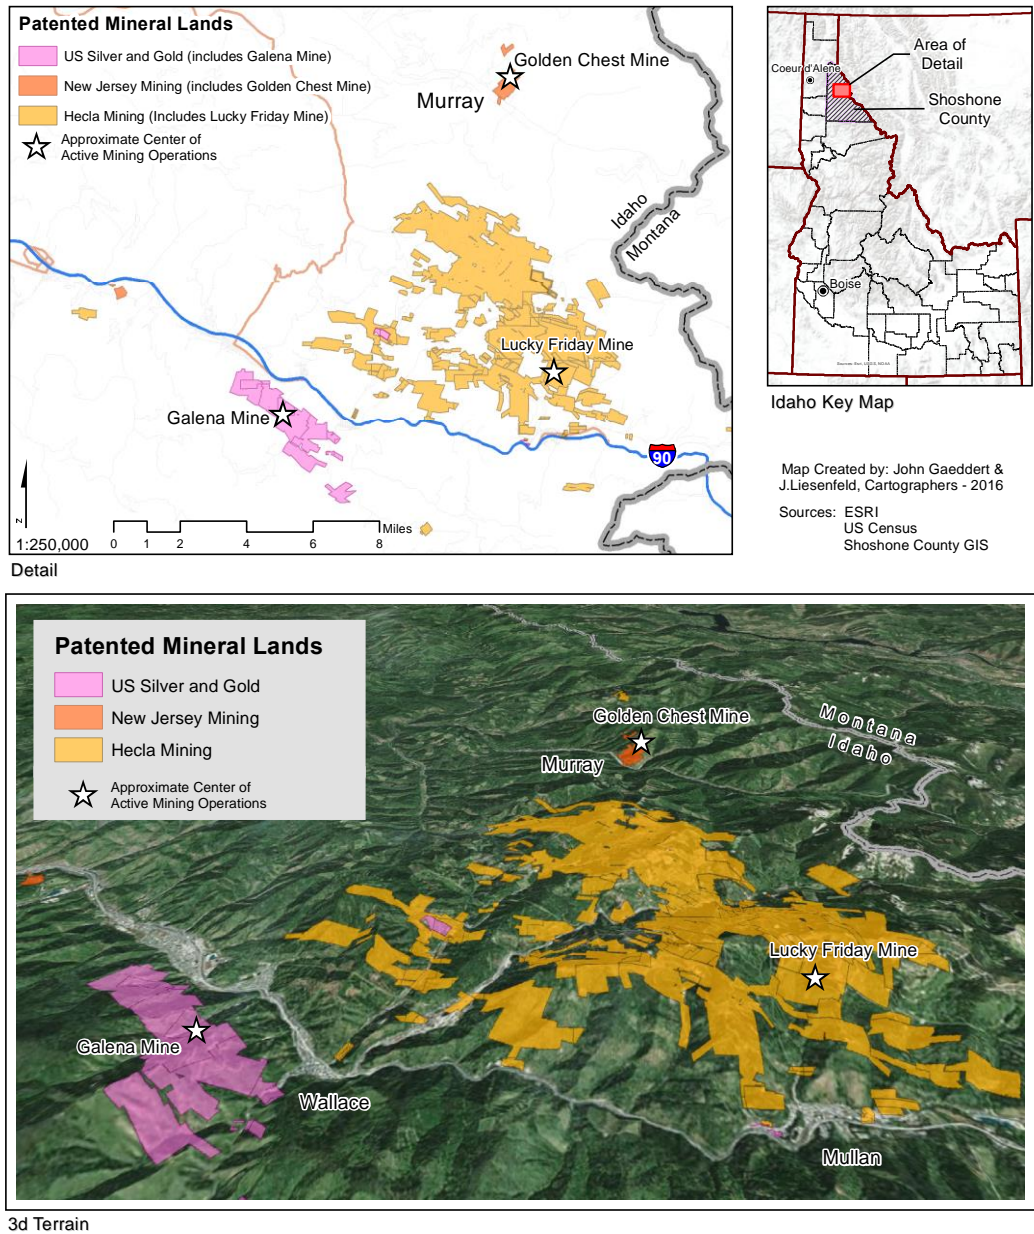 Patented Mineral Lands
US Silver and Gold (includes Galena Mine)
New Jersey Mining (includes Golden Chest Mine)
Hecla Mining (Includes Lucky Friday Mine)
Approximate Center of
Active Mining Operations
Golden Chest Mine
Murray
Idaho
Montana
Lucky Friday Mine
Galena Mine
90
N
1:250,000
0 1 2 4 6 8
Miles
Detail
Area of
Detail
Coeur d'Alene
Shoshone
County
Boise
Idaho Key Map
Map Created by: John Gaeddert &
J.Liesenfeld, Cartographers - 2016
Sources: ESRI
US Census
Shoshone County GIS
Patented Mineral Lands
US Silver and Gold
New Jersey Mining
Hecla Mining
Approximate Center of
Active Mining Operations
Golden Chest Mine
Murray
Montana
Idaho
Lucky Friday Mine
Galena Mine
Wallace
Mullan
3d Terrain